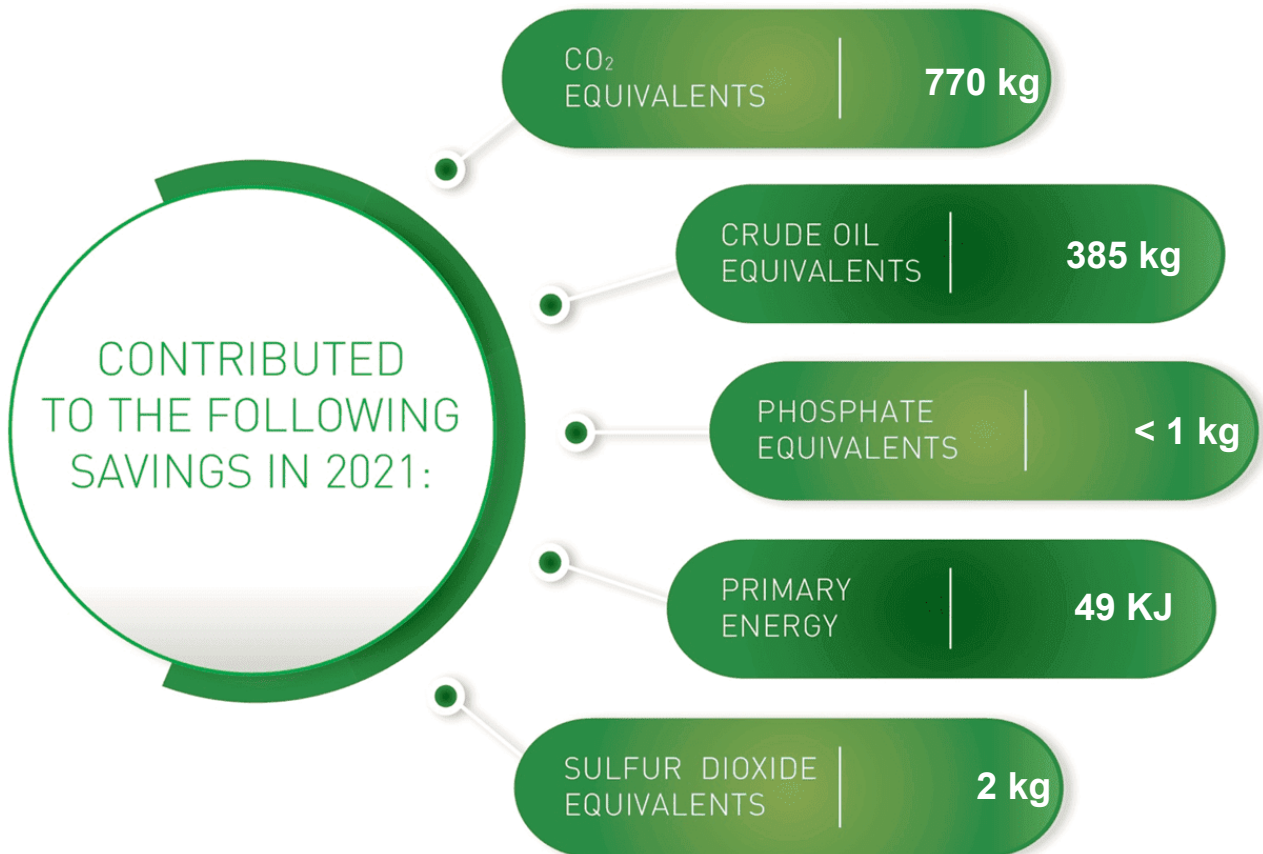 CONTRIBUTED
TO THE FOLLOWING
SAVINGS IN 2021:
CO₂
EQUIVALENTS
770 kg
CRUDE OIL
EQUIVALENTS
385 kg
PHOSPHATE
EQUIVALENTS
< 1 kg
PRIMARY
ENERGY
49 KJ
SULFUR DIOXIDE
EQUIVALENTS
2 kg